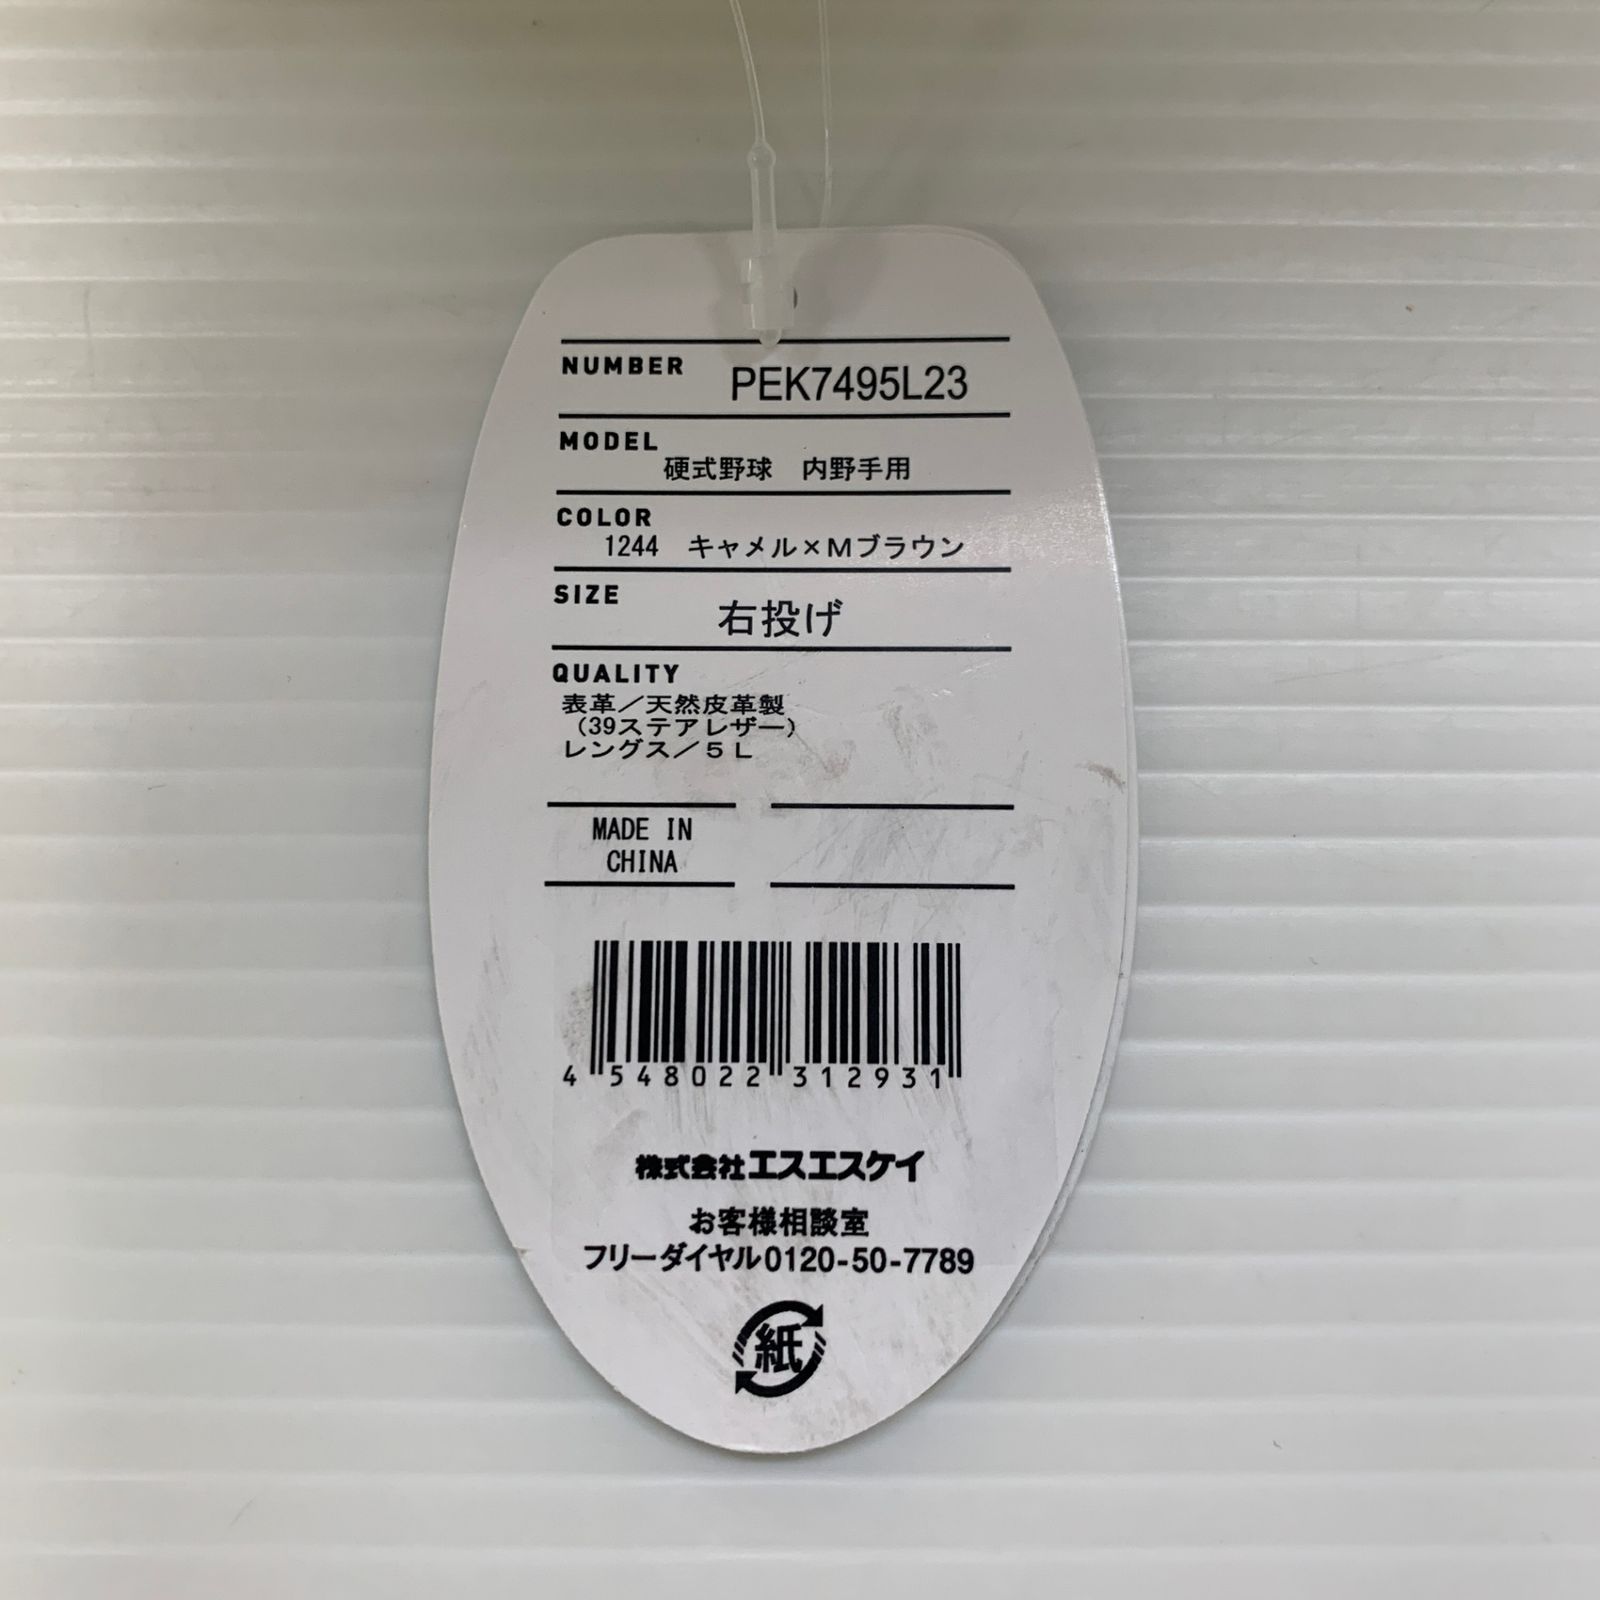 NUMBER PEK7495L23
MODEL
硬式野球　内野手用
COLOR
1244　キャメル×Mブラウン
SIZE
右投げ
QUALITY
表革／天然皮革製
（39ステアレザー）
レングス／5L
MADE IN
CHINA
4 548022 312931
株式会社エスエスケイ
お客様相談室
フリーダイヤル0120-50-7789
紙